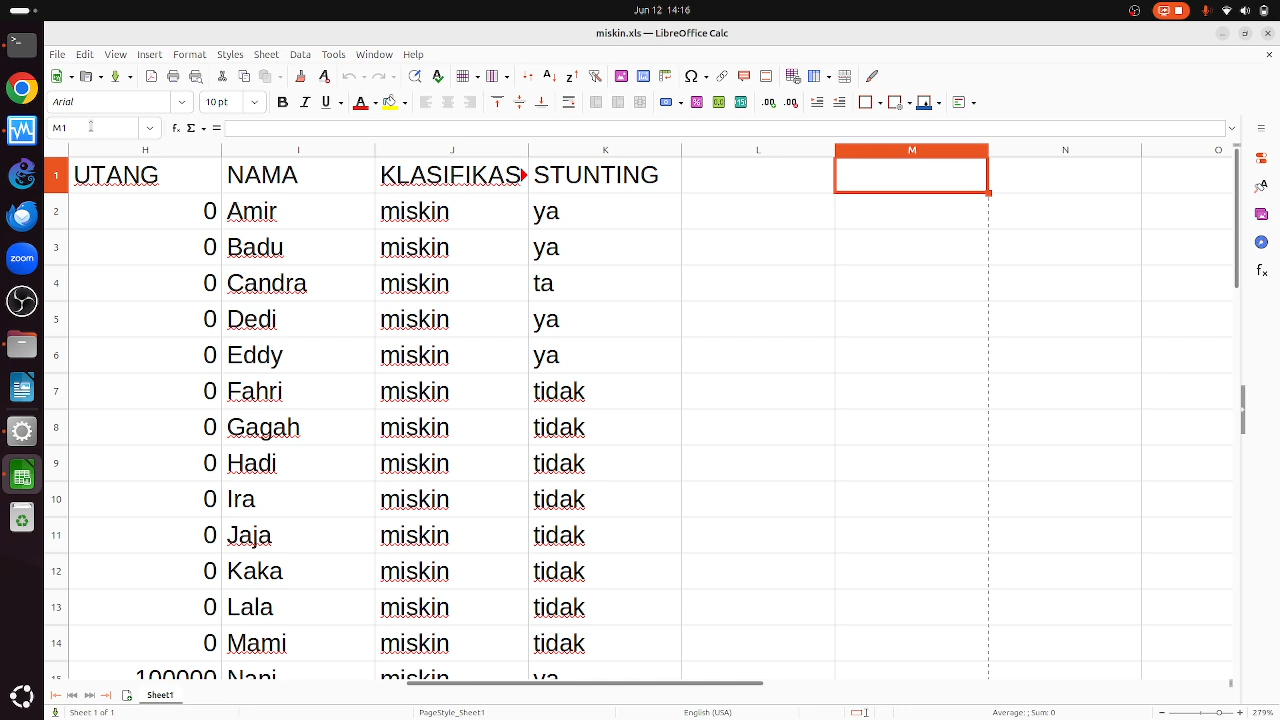 Jun 12 14:16
miskin.xls — LibreOffice Calc
File Edit View Insert Format Styles Sheet Data Tools Window Help
Arial 10 pt
M1
H I J K L M N O
1 UTANG NAMA KLASIFIKAS STUNTING
2 0 Amir miskin ya
3 0 Badu miskin ya
4 0 Candra miskin ta
5 0 Dedi miskin ya
6 0 Eddy miskin ya
7 0 Fahri miskin tidak
8 0 Gagah miskin tidak
9 0 Hadi miskin tidak
10 0 Ira miskin tidak
11 0 Jaja miskin tidak
12 0 Kaka miskin tidak
13 0 Lala miskin tidak
14 0 Mami miskin tidak
15 100000 Nani miskin ya
Sheet1
Sheet 1 of 1 PageStyle_Sheet1 English (USA) Average: ; Sum: 0 279%